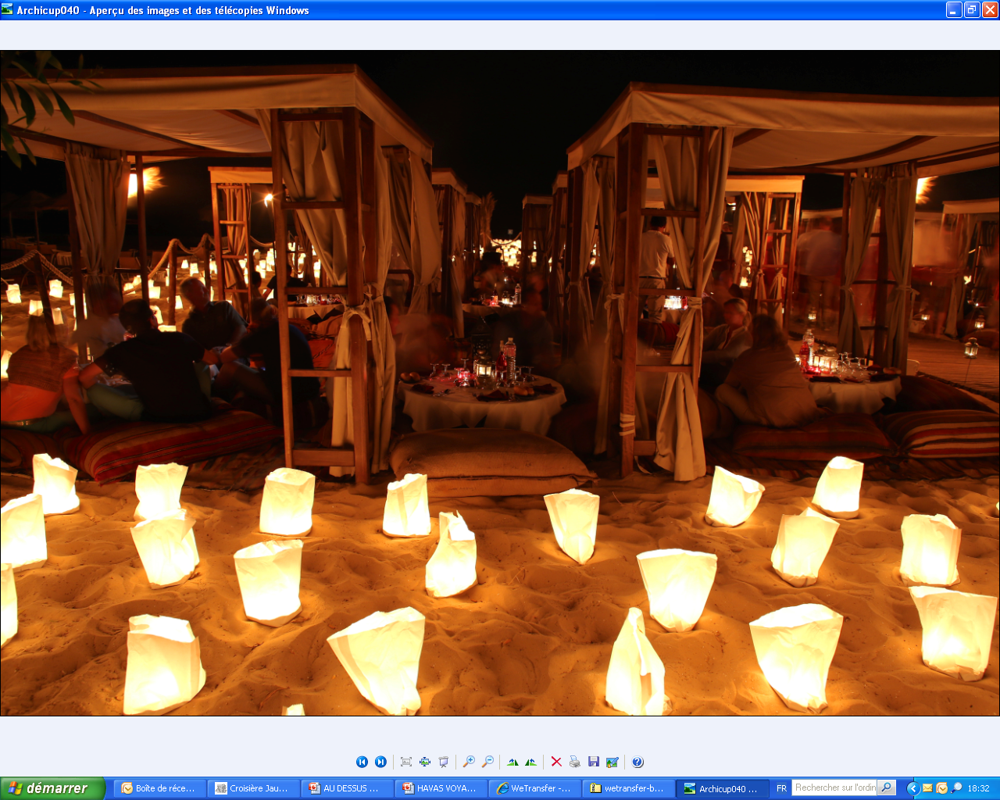 Archicup040 - Aperçu des images et des télécopies Windows
démarrer
Boîte de réce...
Croisière Jau...
AU DESSUS ...
HAVAS VOYA...
WeTransfer -...
wetransfer-b...
Archicup040 ...
FR
Rechercher sur l'ordin
18:32